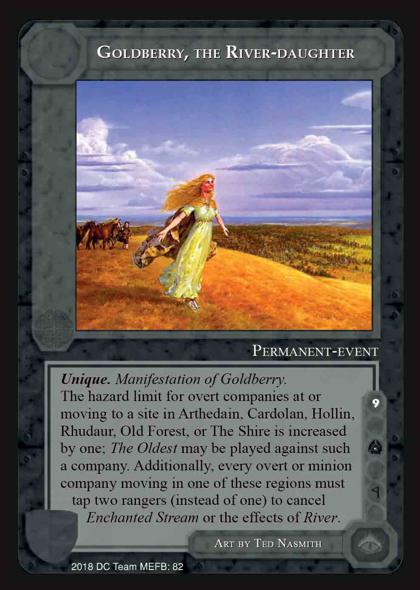 Goldberry, the River-daughter
Permanent-event
Unique. Manifestation of Goldberry.
The hazard limit for overt companies at or
moving to a site in Arthedain, Cardolan, Hollin,
Rhudaur, Old Forest, or The Shire is increased
by one; The Oldest may be played against such
a company. Additionally, every overt or minion
company moving in one of these regions must
tap two rangers (instead of one) to cancel
Enchanted Stream or the effects of River.
9
Art by Ted Nasmith
2018 DC Team MEFB: 82